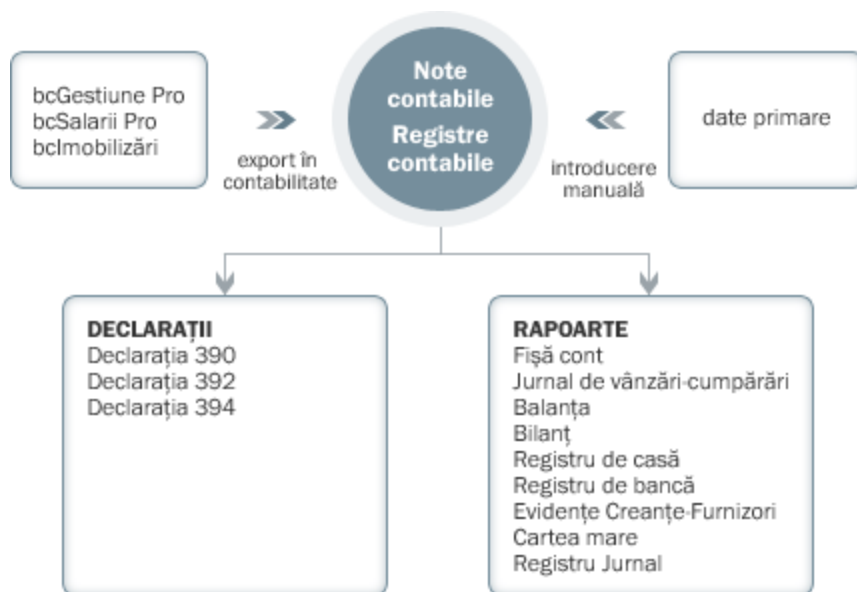 bcGestiune Pro
bcSalarii Pro
bcImobilizări
export în
contabilitate
Note
contabile
Registre
contabile
introducere
manuală
date primare
DECLARAȚII
Declarația 390
Declarația 392
Declarația 394
RAPOARTE
Fișă cont
Jurnal de vânzări-cumpărări
Balanța
Bilanț
Registru de casă
Registru de bancă
Evidențe Creanțe-Furnizori
Cartea mare
Registru Jurnal